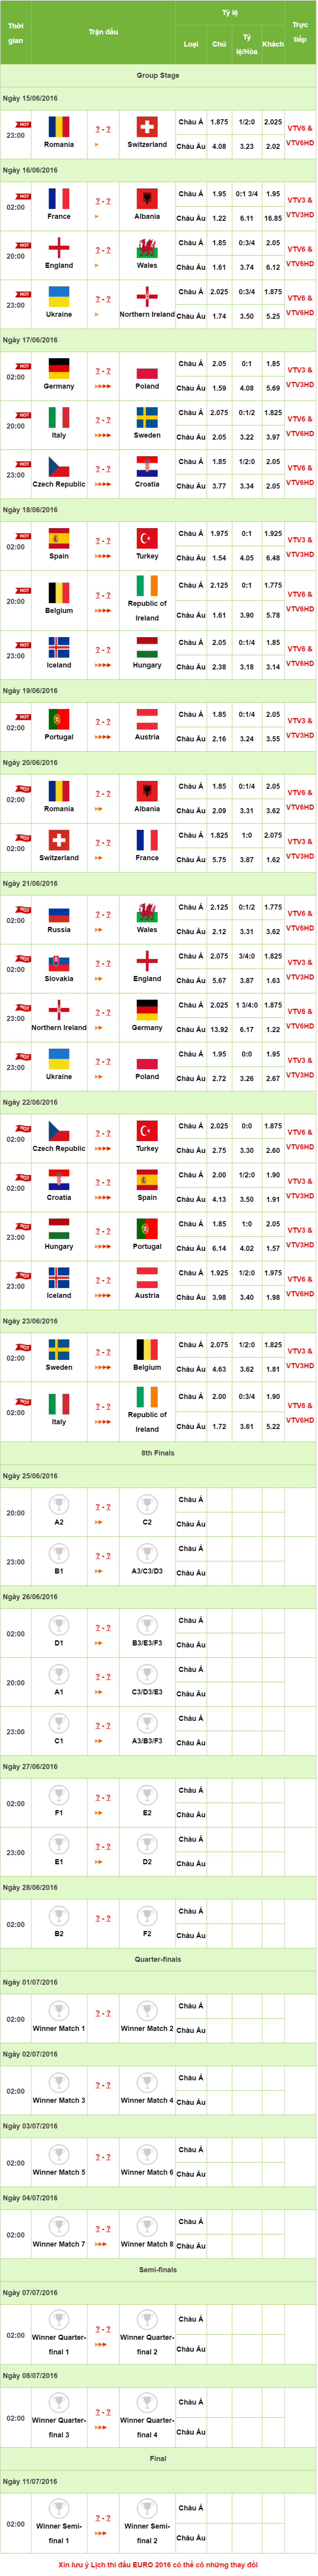 Thời gian Trận đấu Tỷ lệ Trực tiếp
Loại Chủ Tỷ lệ/Hòa Khách
Group Stage
Ngày 15/06/2016
23:00 HOT Romania ? - ? Switzerland Châu Á 1.875 1/2:0 2.025 VTV6 & VTV6HD
Châu Âu 4.08 3.23 2.02
Ngày 16/06/2016
02:00 HOT France ? - ? Albania Châu Á 1.95 0:1 3/4 1.95 VTV3 & VTV3HD
Châu Âu 1.22 6.11 16.85
20:00 HOT England ? - ? Wales Châu Á 1.85 0:3/4 2.05 VTV6 & VTV6HD
Châu Âu 1.61 3.74 6.12
23:00 HOT Ukraine ? - ? Northern Ireland Châu Á 2.025 0:3/4 1.875 VTV6 & VTV6HD
Châu Âu 1.74 3.50 5.25
Ngày 17/06/2016
02:00 HOT Germany ? - ? Poland Châu Á 2.05 0:1 1.85 VTV3 & VTV3HD
Châu Âu 1.59 4.08 5.69
20:00 HOT Italy ? - ? Sweden Châu Á 2.075 0:1/2 1.825 VTV6 & VTV6HD
Châu Âu 2.05 3.22 3.97
23:00 HOT Czech Republic ? - ? Croatia Châu Á 1.85 1/2:0 2.05 VTV6 & VTV6HD
Châu Âu 3.77 3.34 2.05
Ngày 18/06/2016
02:00 HOT Spain ? - ? Turkey Châu Á 1.975 0:1 1.925 VTV3 & VTV3HD
Châu Âu 1.54 4.05 6.48
20:00 HOT Belgium ? - ? Republic of Ireland Châu Á 2.125 0:1 1.775 VTV6 & VTV6HD
Châu Âu 1.61 3.90 5.78
23:00 HOT Iceland ? - ? Hungary Châu Á 2.05 0:1/4 1.85 VTV6 & VTV6HD
Châu Âu 2.38 3.18 3.14
Ngày 19/06/2016
02:00 HOT Portugal ? - ? Austria Châu Á 1.85 0:1/4 2.05 VTV3 & VTV3HD
Châu Âu 2.16 3.24 3.55
Ngày 20/06/2016
02:00 HOT Romania ? - ? Albania Châu Á 1.85 0:1/4 2.05 VTV6 & VTV6HD
Châu Âu 2.09 3.31 3.62
02:00 HOT Switzerland ? - ? France Châu Á 1.825 1:0 2.075 VTV3 & VTV3HD
Châu Âu 5.75 3.87 1.62
Ngày 21/06/2016
02:00 HOT Russia ? - ? Wales Châu Á 2.125 0:1/2 1.775 VTV6 & VTV6HD
Châu Âu 2.12 3.31 3.62
02:00 HOT Slovakia ? - ? England Châu Á 2.075 3/4:0 1.825 VTV3 & VTV3HD
Châu Âu 5.67 3.87 1.63
23:00 HOT Northern Ireland ? - ? Germany Châu Á 2.025 1 3/4:0 1.875 VTV6 & VTV6HD
Châu Âu 13.92 6.17 1.22
23:00 HOT Ukraine ? - ? Poland Châu Á 1.95 0:0 1.95 VTV3 & VTV3HD
Châu Âu 2.72 3.26 2.67
Ngày 22/06/2016
02:00 HOT Czech Republic ? - ? Turkey Châu Á 2.025 0:0 1.875 VTV6 & VTV6HD
Châu Âu 2.75 3.30 2.60
02:00 HOT Croatia ? - ? Spain Châu Á 2.00 1/2:0 1.90 VTV3 & VTV3HD
Châu Âu 4.13 3.50 1.91
23:00 HOT Hungary ? - ? Portugal Châu Á 1.85 1:0 2.05 VTV3 & VTV3HD
Châu Âu 6.14 4.02 1.57
23:00 HOT Iceland ? - ? Austria Châu Á 1.925 1/2:0 1.975 VTV6 & VTV6HD
Châu Âu 3.98 3.40 1.98
Ngày 23/06/2016
02:00 HOT Sweden ? - ? Belgium Châu Á 2.075 1/2:0 1.825 VTV3 & VTV3HD
Châu Âu 4.63 3.62 1.81
02:00 HOT Italy ? - ? Republic of Ireland Châu Á 2.00 0:3/4 1.90 VTV6 & VTV6HD
Châu Âu 1.72 3.61 5.22
8th Finals
Ngày 25/06/2016
20:00 A2 ? - ? C2 Châu Á
Châu Âu
23:00 B1 ? - ? A3/C3/D3 Châu Á
Châu Âu
Ngày 26/06/2016
02:00 D1 ? - ? B3/E3/F3 Châu Á
Châu Âu
20:00 A1 ? - ? C3/D3/E3 Châu Á
Châu Âu
23:00 C1 ? - ? A3/B3/F3 Châu Á
Châu Âu
Ngày 27/06/2016
02:00 F1 ? - ? E2 Châu Á
Châu Âu
23:00 E1 ? - ? D2 Châu Á
Châu Âu
Ngày 28/06/2016
02:00 B2 ? - ? F2 Châu Á
Châu Âu
Quarter-finals
Ngày 01/07/2016
02:00 Winner Match 1 ? - ? Winner Match 2 Châu Á
Châu Âu
Ngày 02/07/2016
02:00 Winner Match 3 ? - ? Winner Match 4 Châu Á
Châu Âu
Ngày 03/07/2016
02:00 Winner Match 5 ? - ? Winner Match 6 Châu Á
Châu Âu
Ngày 04/07/2016
02:00 Winner Match 7 ? - ? Winner Match 8 Châu Á
Châu Âu
Semi-finals
Ngày 07/07/2016
02:00 Winner Quarter-final 1 ? - ? Winner Quarter-final 2 Châu Á
Châu Âu
Ngày 08/07/2016
02:00 Winner Quarter-final 3 ? - ? Winner Quarter-final 4 Châu Á
Châu Âu
Final
Ngày 11/07/2016
02:00 Winner Semi-final 1 ? - ? Winner Semi-final 2 Châu Á
Châu Âu
Xin lưu ý Lịch thi đấu EURO 2016 có thể có những thay đổi